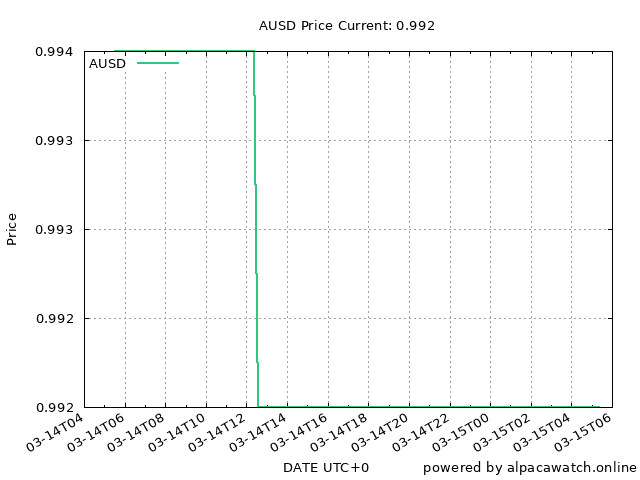 AUSD Price Current: 0.992
0.994
AUSD
0.993
0.993
0.992
0.992
Price
03-14T04
03-14T06
03-14T08
03-14T10
03-14T12
03-14T14
03-14T16
03-14T18
03-14T20
03-14T22
03-15T00
03-15T02
03-15T04
03-15T06
DATE UTC+0
powered by alpacawatch.online